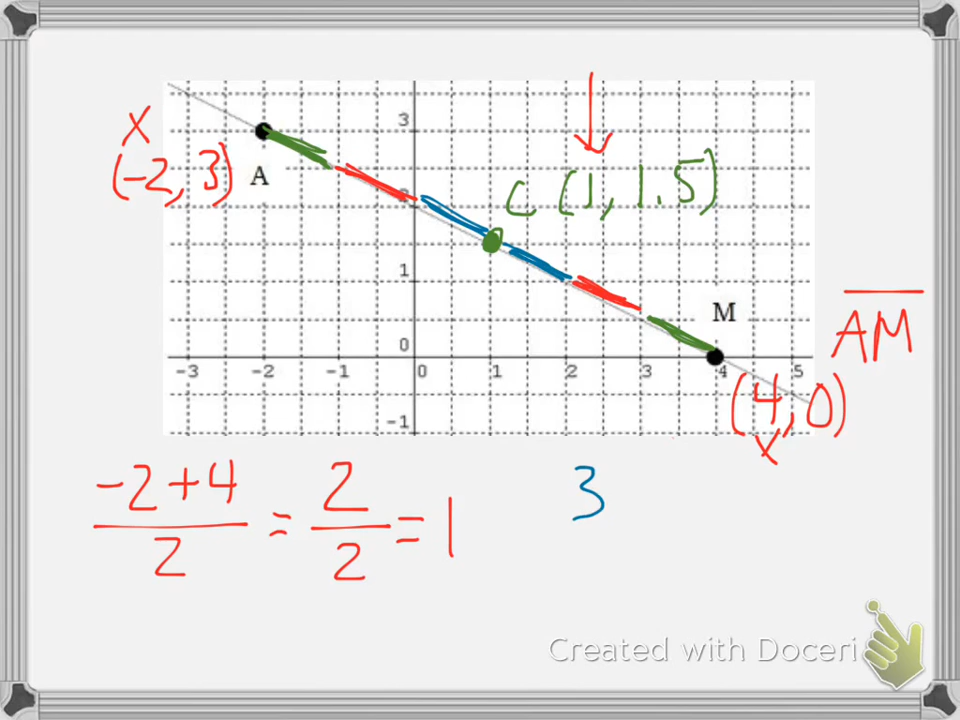 3
X
(-2, 3)
A
C (1, 1.5)
2
1
M
AM
0
-3 -2 -1 0 1 2 3 4 5
(4, 0)
X
-1
-2+4/2 = 2/2 = 1
3
Created with Doceri